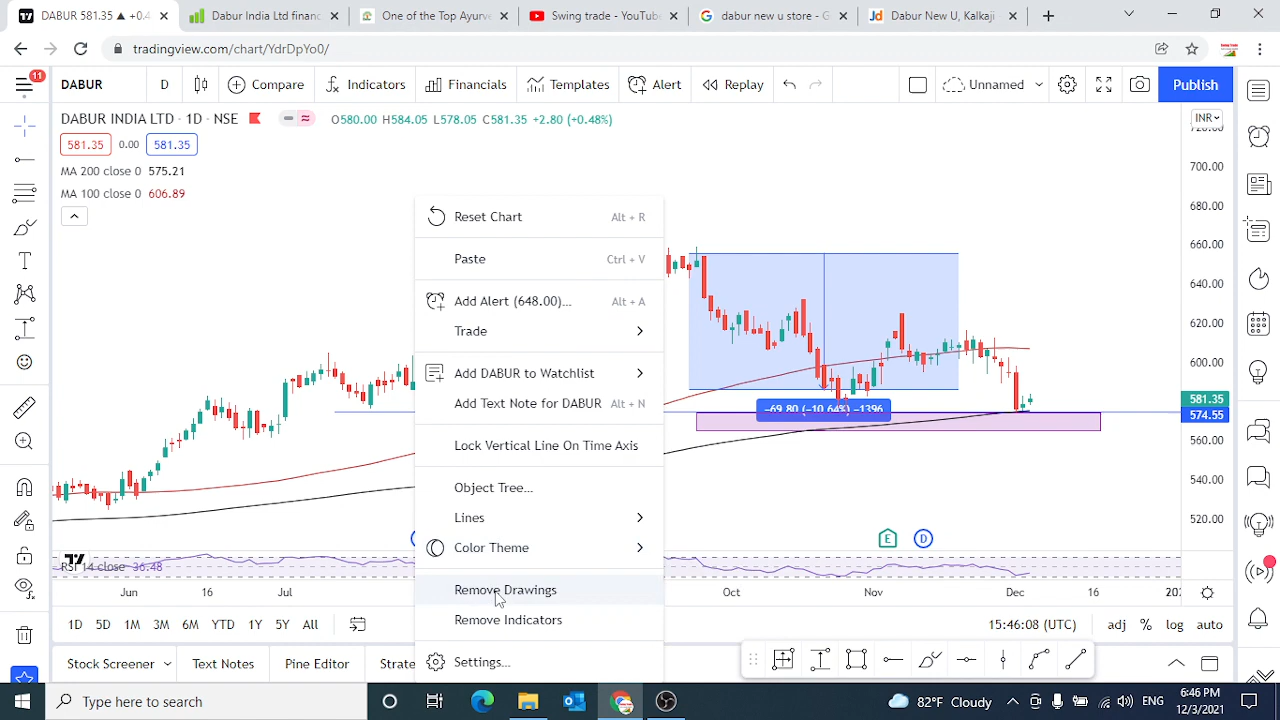 DABUR 581.35 ▲ +0.4
Dabur Indicators! financ
One of the Top Ayurve
Swing trade - YouTube
dabur new u store - G
Dabur New U, Kalkaji
tradingview.com/chart/YdrDpYo0/
11
DABUR
D
Compare
Indicators
Financials
Templates
Alert
Replay
Unnamed
Publish
DABUR INDIA LTD · 1D · NSE
O580.00 H584.05 L578.05 C581.35 +2.80 (+0.48%)
INR
581.35
0.00
581.35
MA 200 close 0 575.21
MA 100 close 0 606.89
720.00
700.00
680.00
660.00
640.00
620.00
600.00
581.35
574.55
560.00
540.00
520.00
Reset Chart Alt + R
Paste Ctrl + V
Add Alert (648.00)... Alt + A
Trade
Add DABUR to Watchlist
Add Text Note for DABUR Alt + N
Lock Vertical Line On Time Axis
Object Tree...
Lines
Color Theme
Remove Drawings
Remove Indicators
Settings...
−69.80 (−10.64%) −1396
E
D
RSI 14 close 36.48
Jun
16
Jul
Oct
Nov
Dec
16
202
1D 5D 1M 3M 6M YTD 1Y 5Y All
15:46:08 (UTC)
adj % log auto
Stock Screener
Text Notes
Pine Editor
Strate
Type here to search
82°F Cloudy
ENG
6:46 PM
12/3/2021